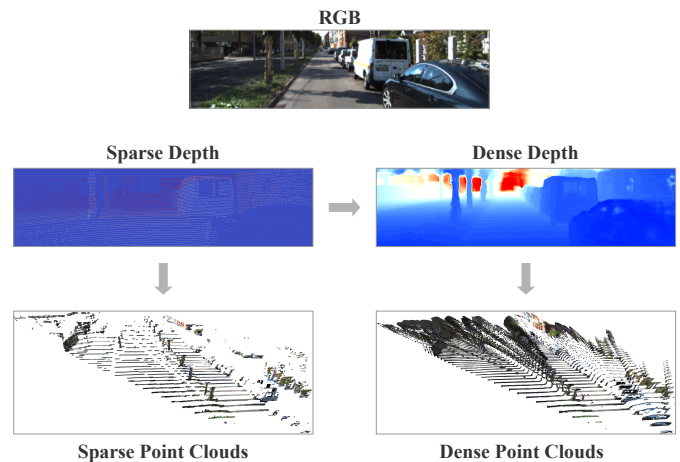 RGB
Sparse Depth
Dense Depth
Sparse Point Clouds
Dense Point Clouds